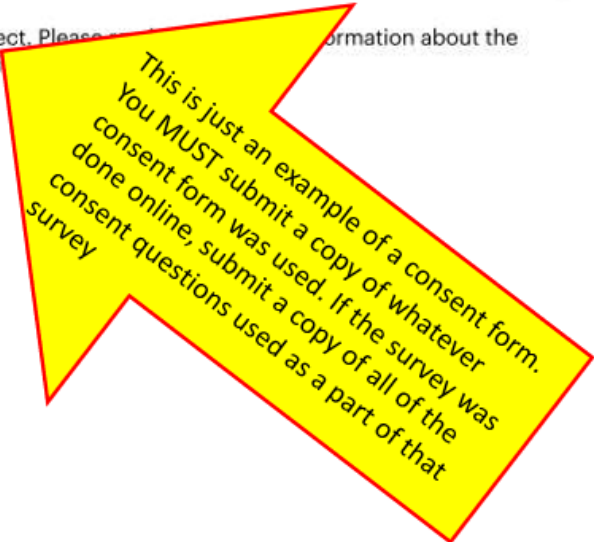 ect. Please ormation about the
This is just an example of a consent form.
You MUST submit a copy of whatever
consent form was used. If the survey was
done online, submit a copy of all of the
consent questions used as a part of that
survey